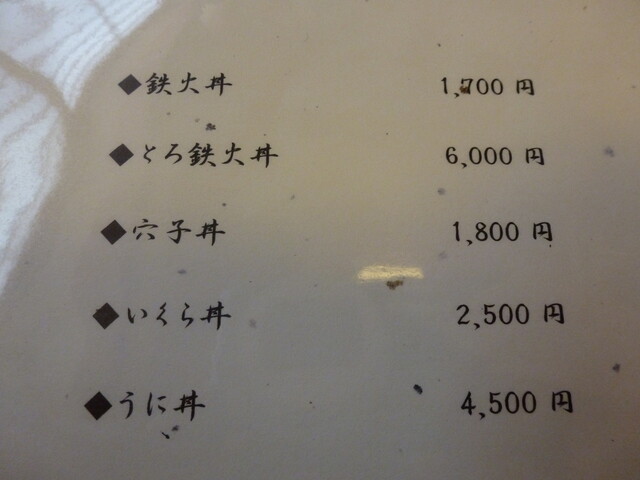 ◆鉄火丼 1,700 円
◆とろ鉄火丼 6,000 円
◆穴子丼 1,800 円
◆いくら丼 2,500 円
◆うに丼 4,500 円